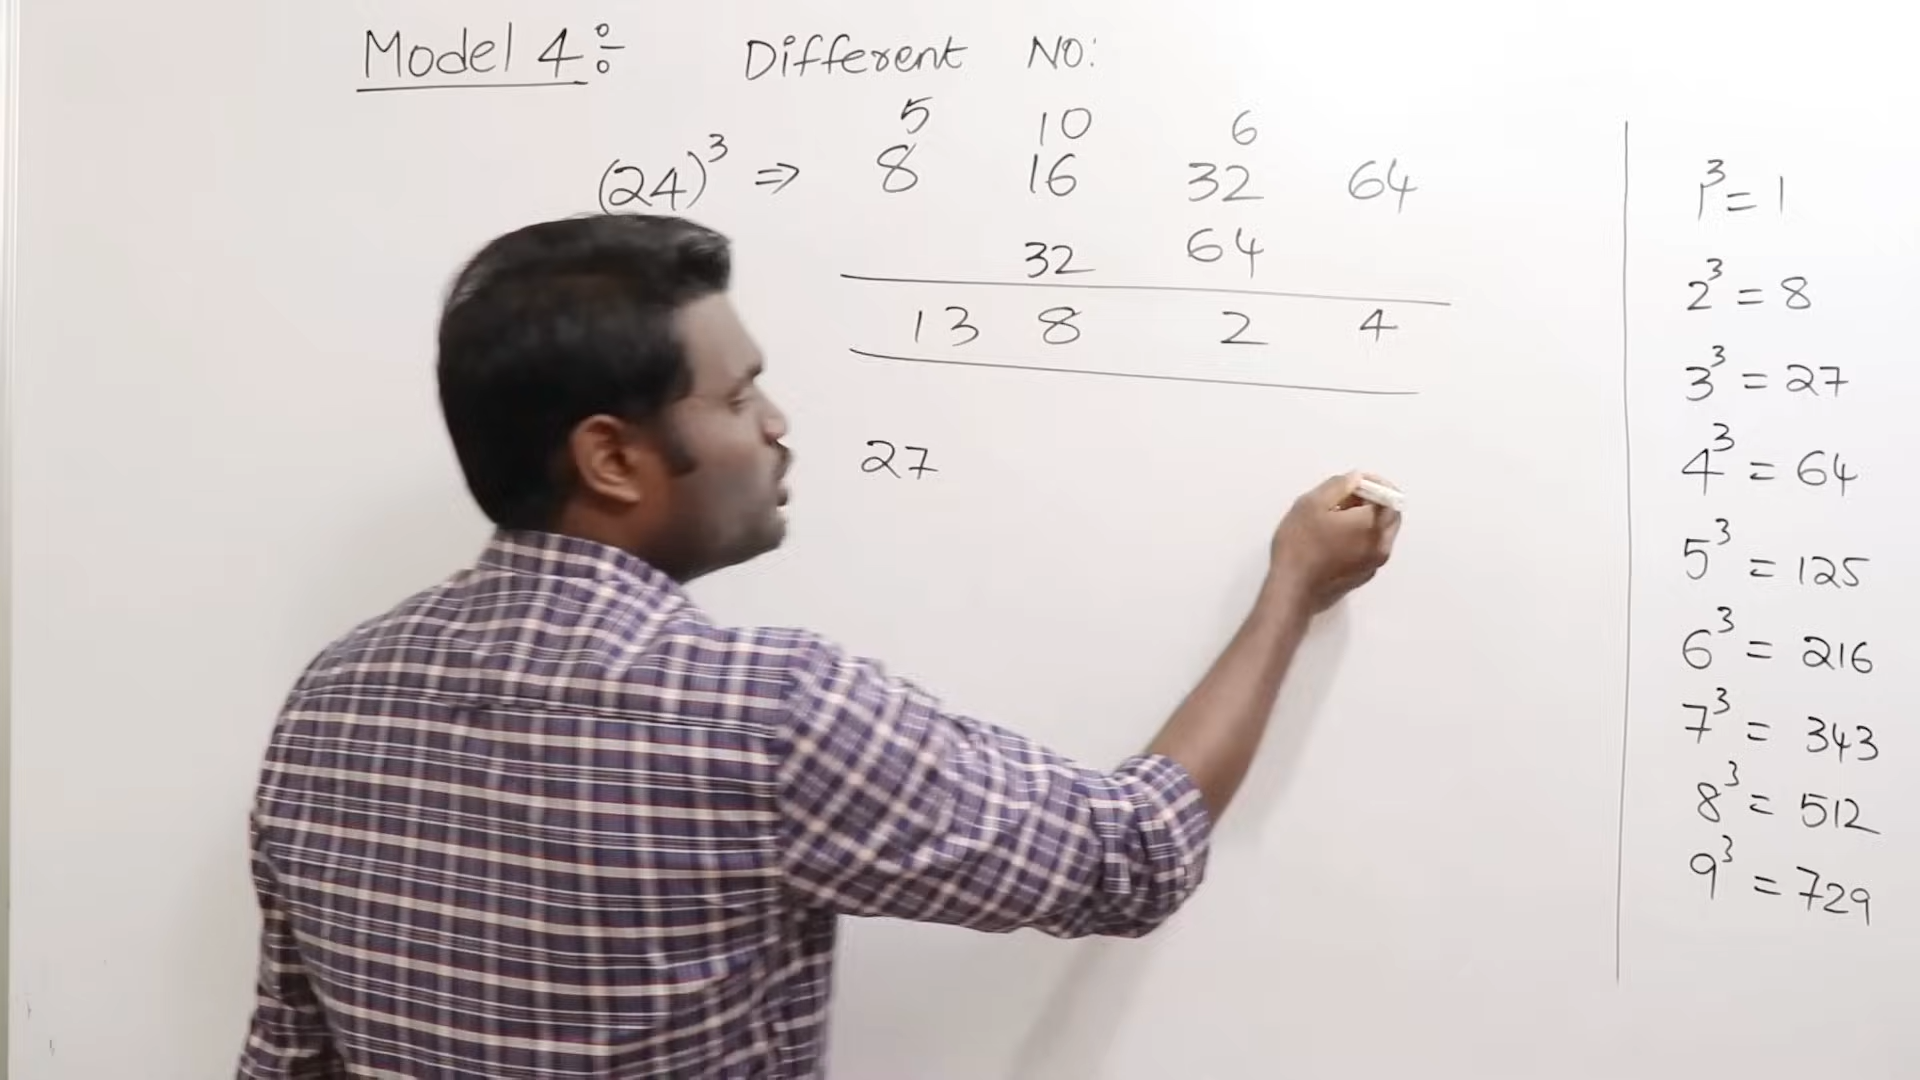 Model 4 ÷ Different NO:
5 10 6
(24)³ ⇒ 8 16 32 64
32 64
13 8 2 4
27
1³ = 1
2³ = 8
3³ = 27
4³ = 64
5³ = 125
6³ = 216
7³ = 343
8³ = 512
9³ = 729